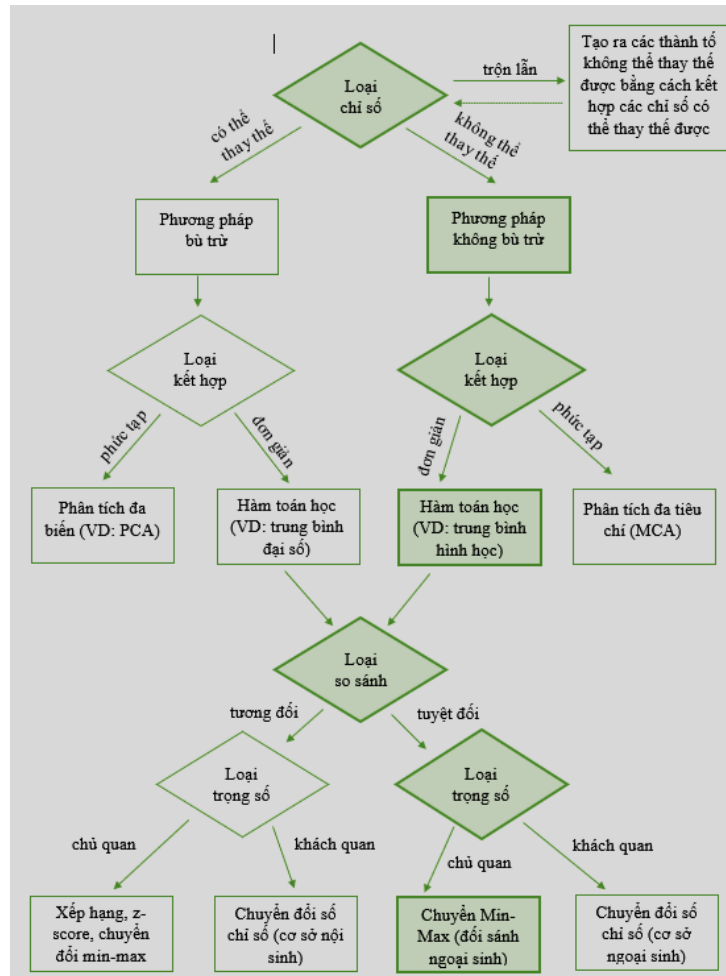 Loại
chỉ số
trộn lẫn
Tạo ra các thành tố
không thể thay thế
được bằng cách kết
hợp các chỉ số có
thể thay thế được
có thể
thay thế
không thể
thay thế
Phương pháp
bù trừ
Phương pháp
không bù trừ
Loại
kết hợp
Loại
kết hợp
phức tạp
đơn giản
đơn giản
phức tạp
Phân tích đa
biến (VD: PCA)
Hàm toán học
(VD: trung bình
đại số)
Hàm toán học
(VD: trung bình
hình học)
Phân tích đa tiêu
chí (MCA)
Loại
so sánh
tương đối
tuyệt đối
Loại
trọng số
Loại
trọng số
chủ quan
khách quan
chủ quan
khách quan
Xếp hạng, z-
score, chuyển
đổi min-max
Chuyển đổi số
chỉ số (cơ sở nội
sinh)
Chuyển Min-
Max (đối sánh
ngoại sinh)
Chuyển đổi số
chỉ số (cơ sở
ngoại sinh)